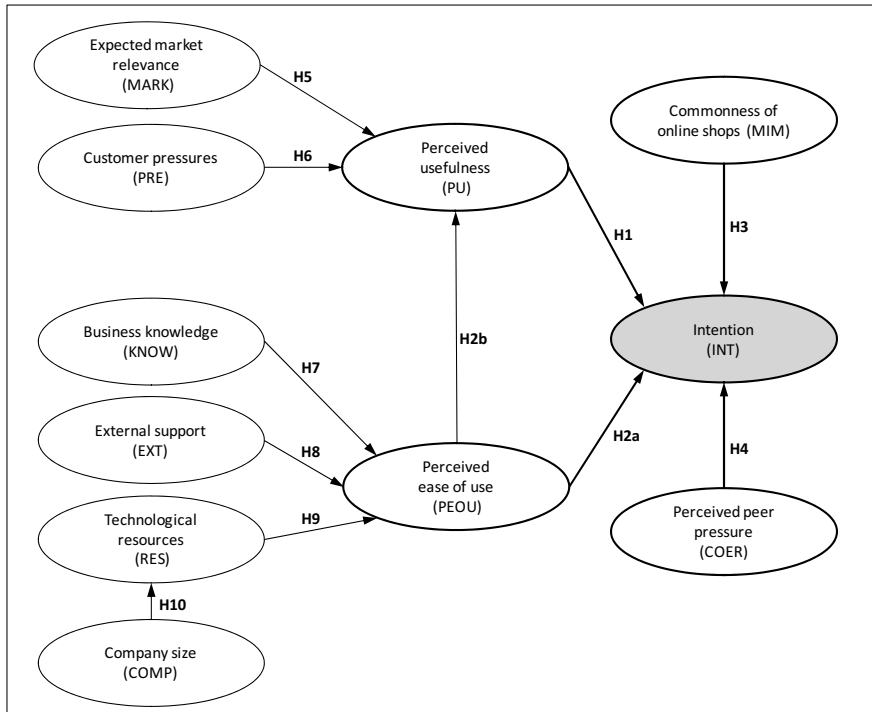 Expected market
relevance
(MARK)
H5
Customer pressures
(PRE)
H6
Perceived
usefulness
(PU)
Commonness of
online shops (MIM)
H1
H3
Business knowledge
(KNOW)
H7
H2b
Intention
(INT)
External support
(EXT)
H8
Perceived
ease of use
(PEOU)
H2a
H4
Technological
resources
(RES)
H9
Perceived peer
pressure
(COER)
H10
Company size
(COMP)